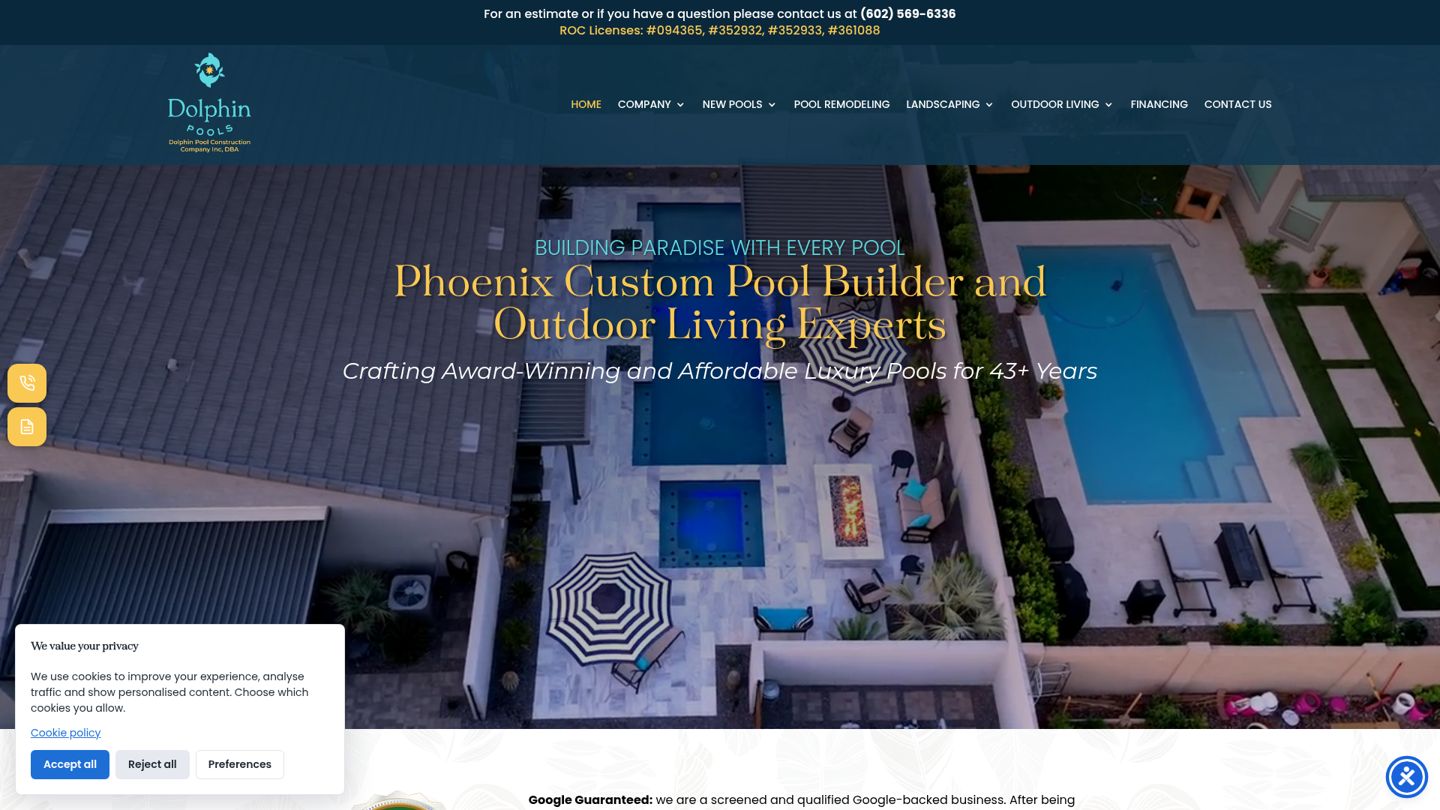 For an estimate or if you have a question please contact us at (602) 569-6336
ROC Licenses: #094365, #352932, #352933, #361088
Dolphin
POOLS
Dolphin Pool Construction
Company Inc, DBA
HOME
COMPANY
NEW POOLS
POOL REMODELING
LANDSCAPING
OUTDOOR LIVING
FINANCING
CONTACT US
BUILDING PARADISE WITH EVERY POOL
Phoenix Custom Pool Builder and
Outdoor Living Experts
Crafting Award-Winning and Affordable Luxury Pools for 43+ Years
We value your privacy
We use cookies to improve your experience, analyse
traffic and show personalised content. Choose which
cookies you allow.
Cookie policy
Accept all
Reject all
Preferences
Google Guaranteed: we are a screened and qualified Google-backed business. After being